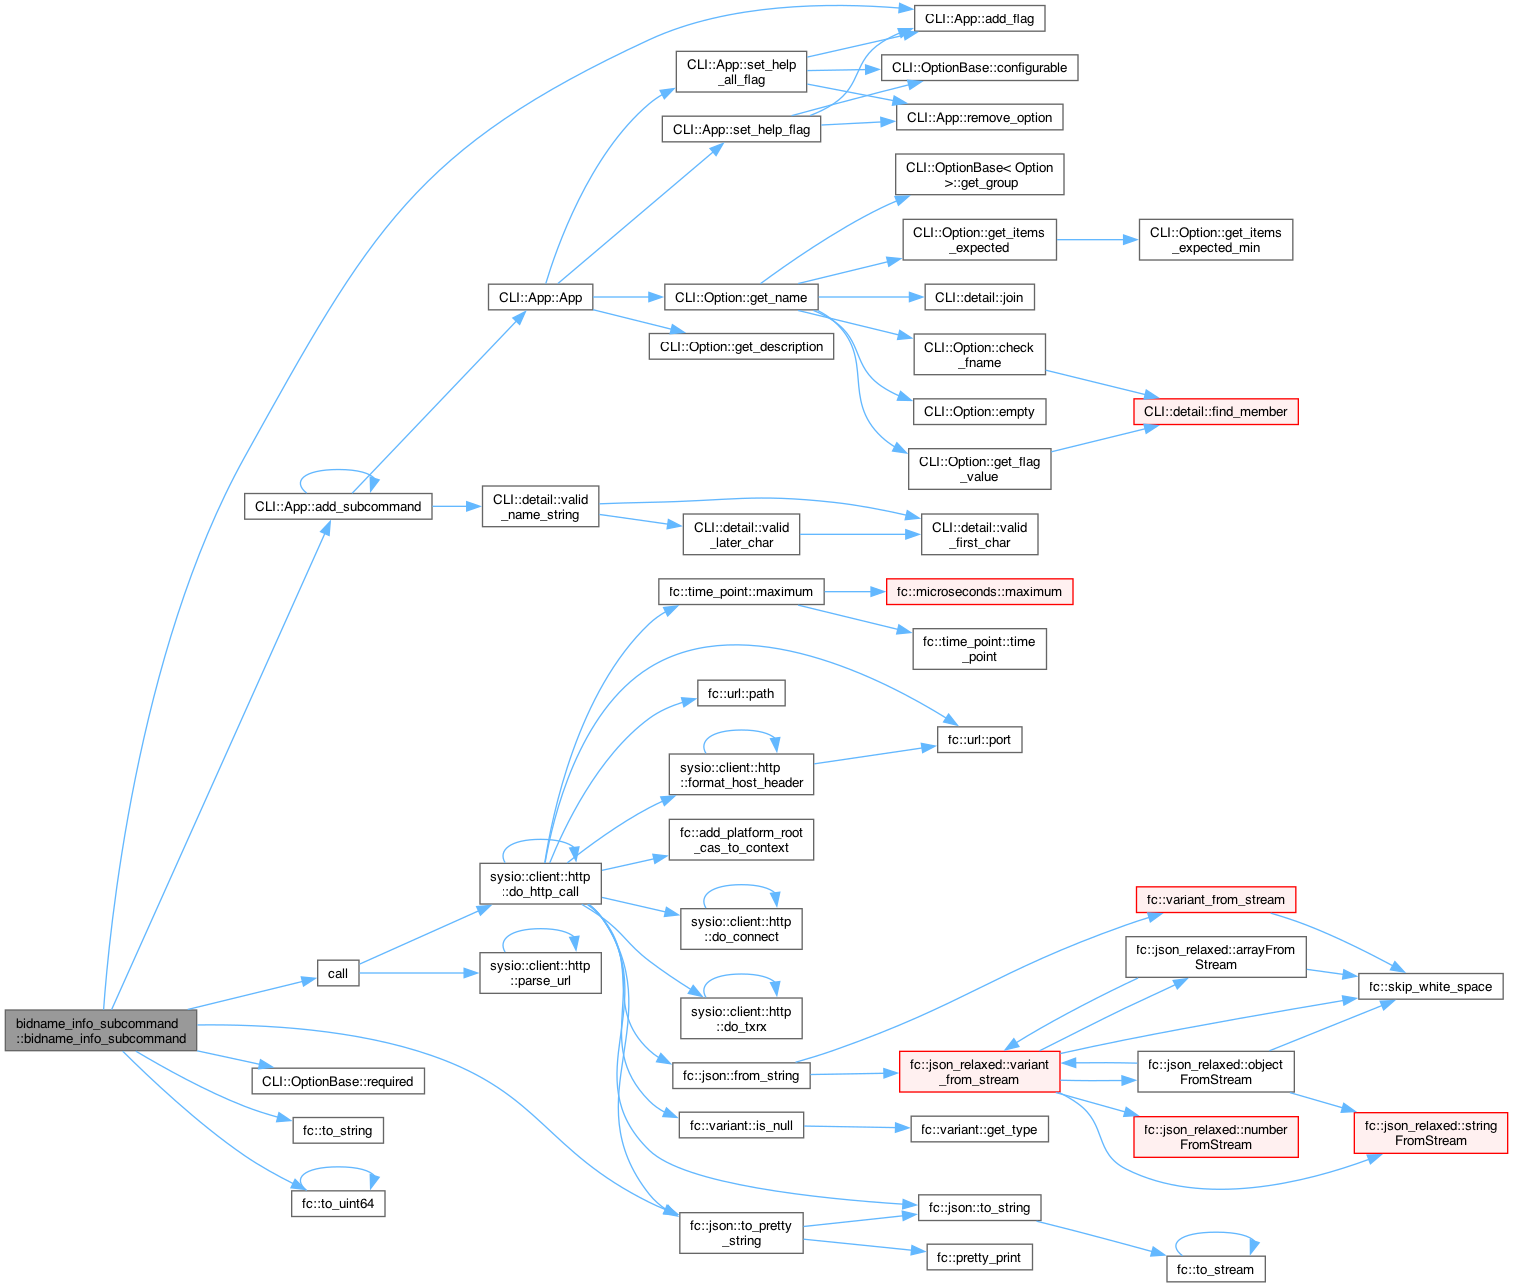 CLI::App::add_flag
CLI::App::set_help
_all_flag
CLI::OptionBase::configurable
CLI::App::remove_option
CLI::App::set_help_flag
CLI::OptionBase< Option
>::get_group
CLI::Option::get_items
_expected
CLI::Option::get_items
_expected_min
CLI::App::App
CLI::Option::get_name
CLI::detail::join
CLI::Option::get_description
CLI::Option::check
_fname
CLI::Option::empty
CLI::detail::find_member
CLI::Option::get_flag
_value
CLI::App::add_subcommand
CLI::detail::valid
_name_string
CLI::detail::valid
_later_char
CLI::detail::valid
_first_char
fc::time_point::maximum
fc::microseconds::maximum
fc::time_point::time
_point
fc::url::path
fc::url::port
sysio::client::http
::format_host_header
fc::add_platform_root
_cas_to_context
sysio::client::http
::do_http_call
sysio::client::http
::do_connect
fc::variant_from_stream
fc::json_relaxed::arrayFrom
Stream
call
sysio::client::http
::parse_url
fc::skip_white_space
sysio::client::http
::do_txrx
bidname_info_subcommand
::bidname_info_subcommand
fc::json::from_string
fc::json_relaxed::variant
_from_stream
fc::json_relaxed::object
FromStream
CLI::OptionBase::required
fc::to_string
fc::variant::is_null
fc::variant::get_type
fc::json_relaxed::number
FromStream
fc::json_relaxed::string
FromStream
fc::to_uint64
fc::json::to_string
fc::json::to_pretty
_string
fc::pretty_print
fc::to_stream